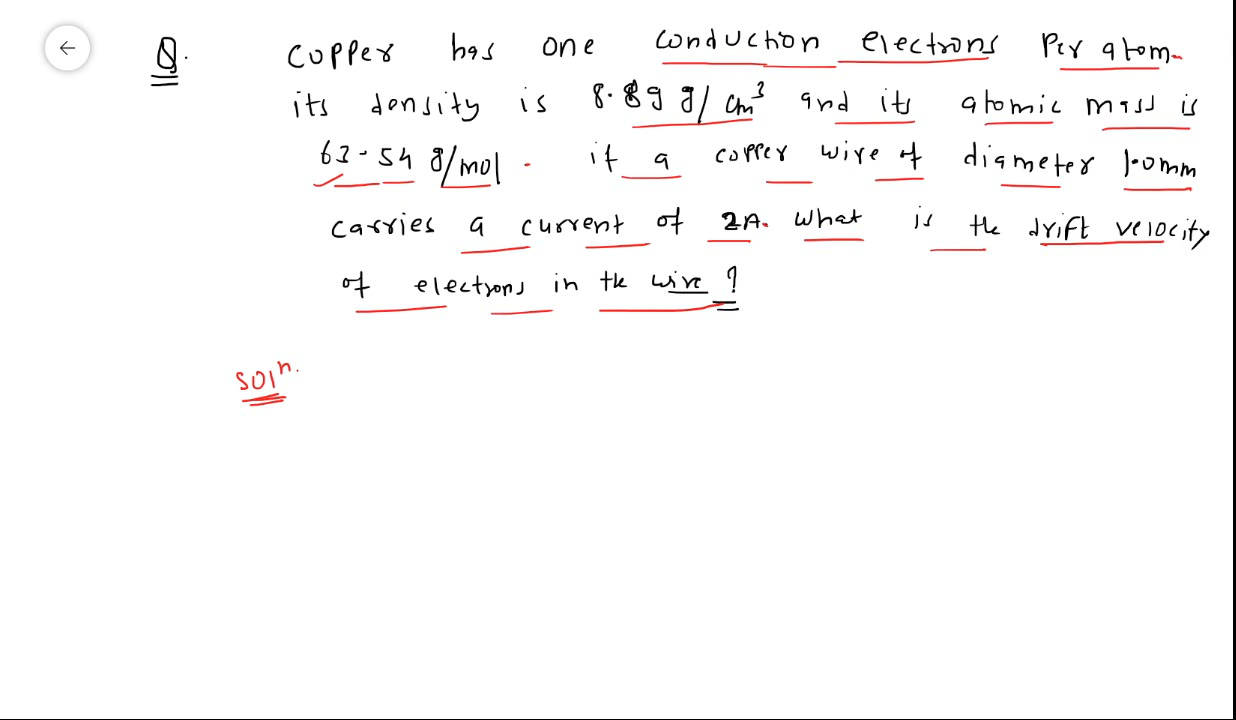 Q. Copper has one conduction electrons Per atom.
its density is 8.89 g/cm³ and its atomic mass is
63.54 g/mol. if a copper wire of diameter 1.0mm
carries a current of 2A. What is the drift velocity
of electrons in the wire ?
Solⁿ.